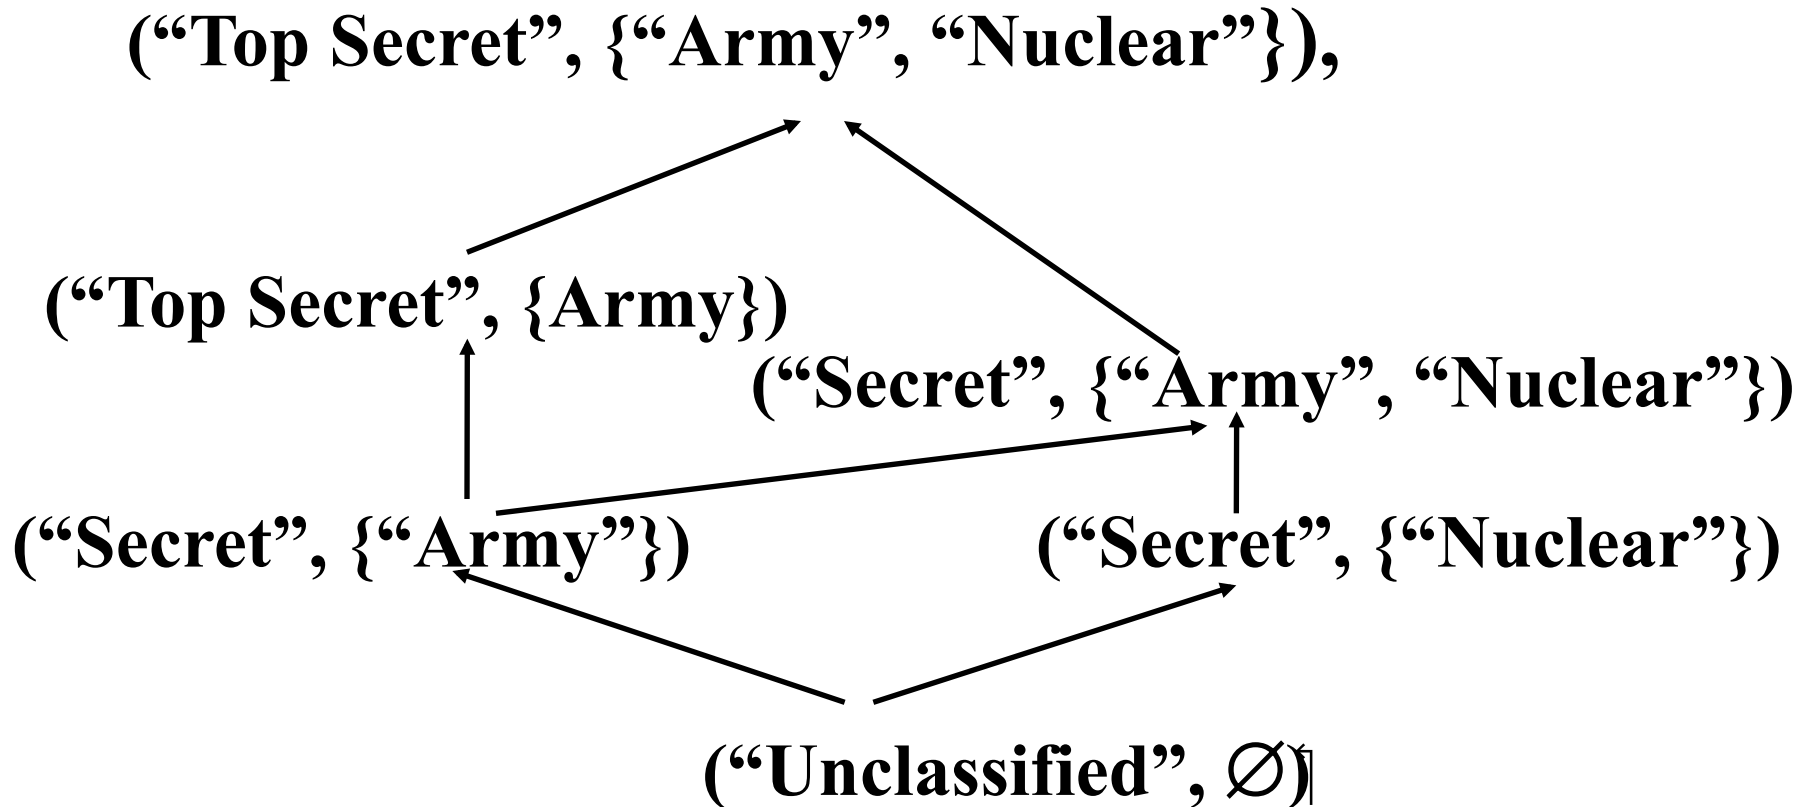 (“Top Secret”, {“Army”, “Nuclear”}),
(“Top Secret”, {Army})
(“Secret”, {“Army”, “Nuclear”})
(“Secret”, {“Army”})
(“Secret”, {“Nuclear”})
(“Unclassified”, ∅)